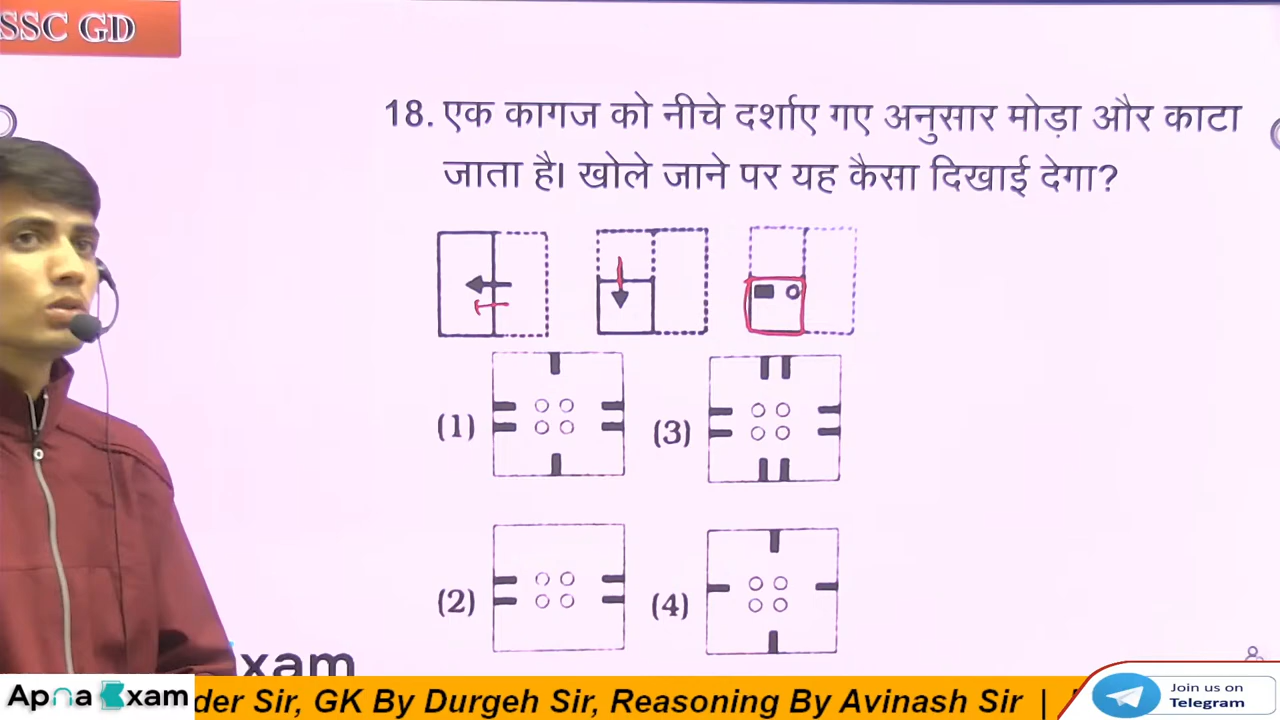 SSC GD
18. एक कागज को नीचे दर्शाए गए अनुसार मोड़ा और काटा
जाता है। खोले जाने पर यह कैसा दिखाई देगा?
(1)
(3)
(2)
(4)
xam
Apna Exam
der Sir, GK By Durgeh Sir, Reasoning By Avinash Sir |
Join us on
Telegram